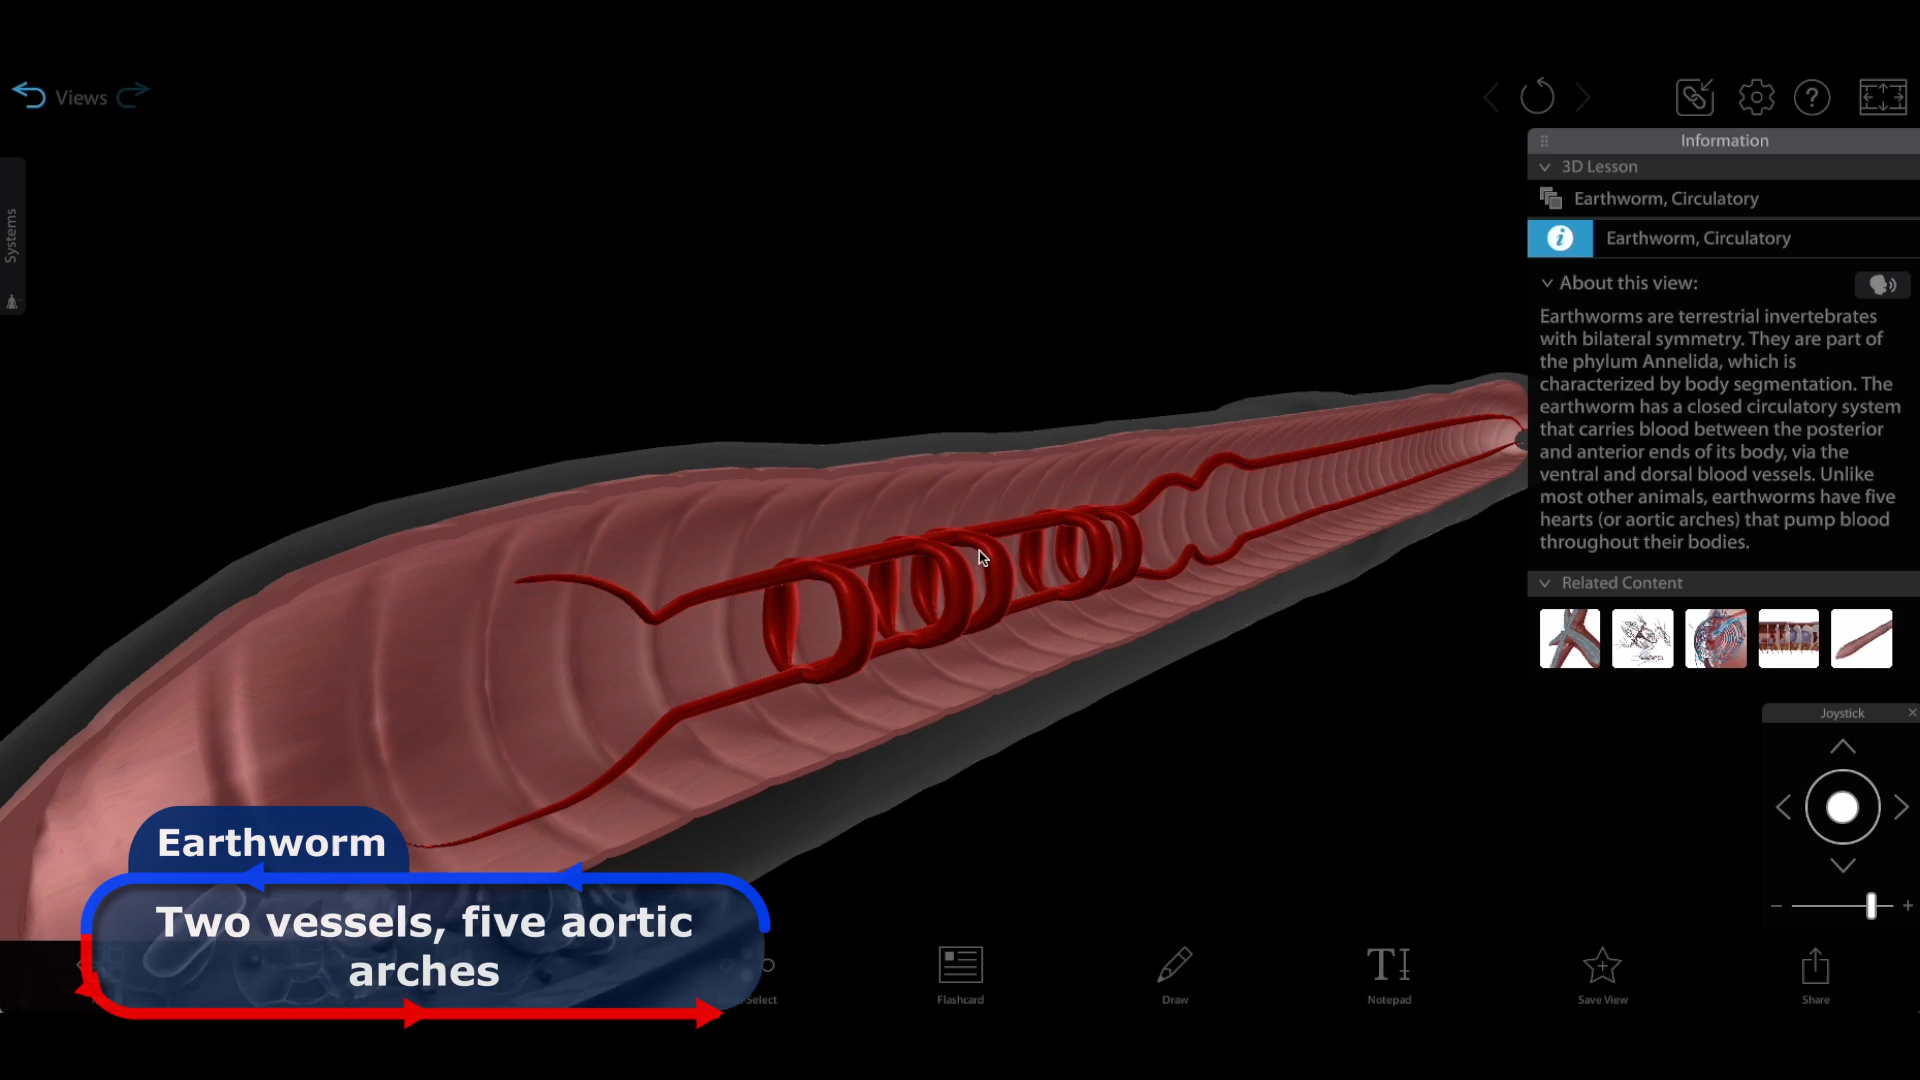 Views
Systems
Information
3D Lesson
Earthworm, Circulatory
Earthworm, Circulatory
About this view:
Earthworms are terrestrial invertebrates
with bilateral symmetry. They are part of
the phylum Annelida, which is
characterized by body segmentation. The
earthworm has a closed circulatory system
that carries blood between the posterior
and anterior ends of its body, via the
ventral and dorsal blood vessels. Unlike
most other animals, earthworms have five
hearts (or aortic arches) that pump blood
throughout their bodies.
Related Content
Joystick
Earthworm
Two vessels, five aortic
arches
Select
Flashcard
Draw
Notepad
Save View
Share